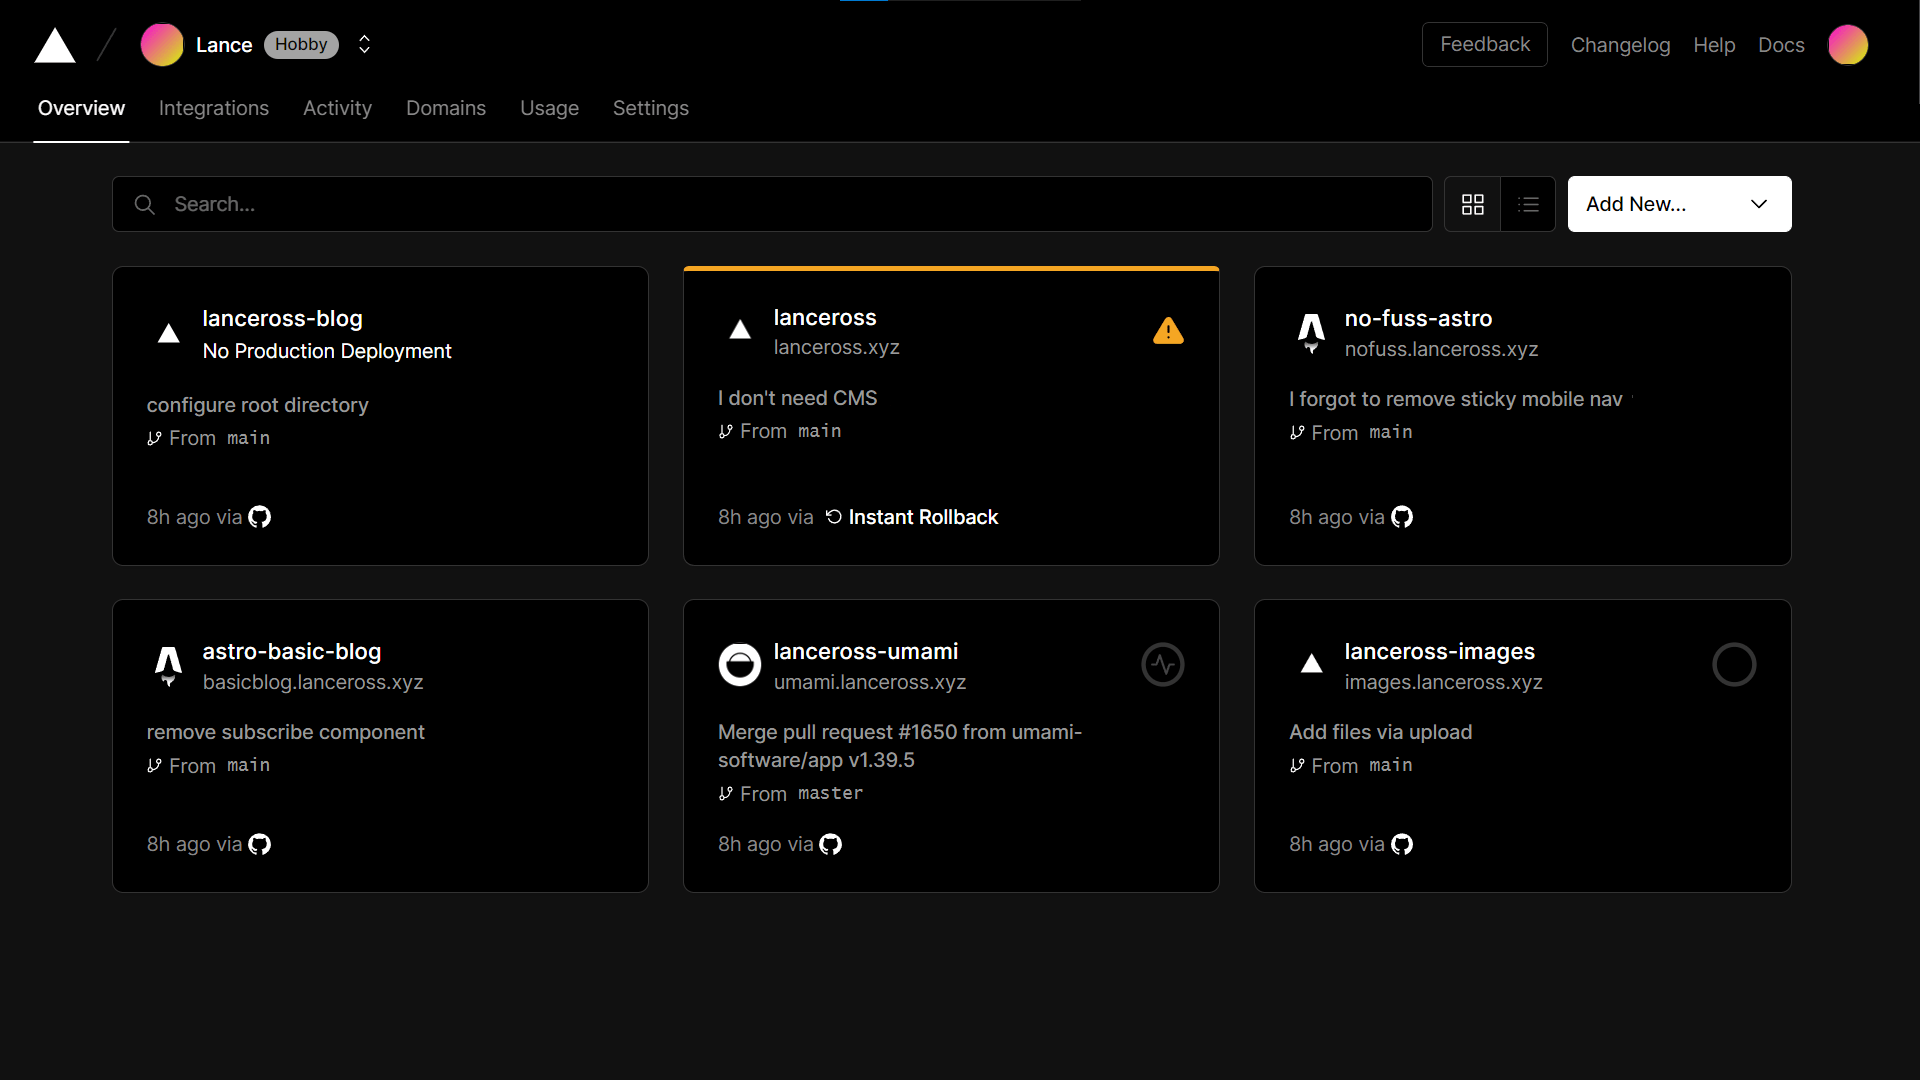 Lance Hobby
Feedback Changelog Help Docs
Overview Integrations Activity Domains Usage Settings
Search...
Add New...
lanceross-blog
No Production Deployment
configure root directory
From main
8h ago via
lanceross
lanceross.xyz
I don't need CMS
From main
8h ago via Instant Rollback
no-fuss-astro
nofuss.lanceross.xyz
I forgot to remove sticky mobile nav
From main
8h ago via
astro-basic-blog
basicblog.lanceross.xyz
remove subscribe component
From main
8h ago via
lanceross-umami
umami.lanceross.xyz
Merge pull request #1650 from umami-
software/app v1.39.5
From master
8h ago via
lanceross-images
images.lanceross.xyz
Add files via upload
From main
8h ago via